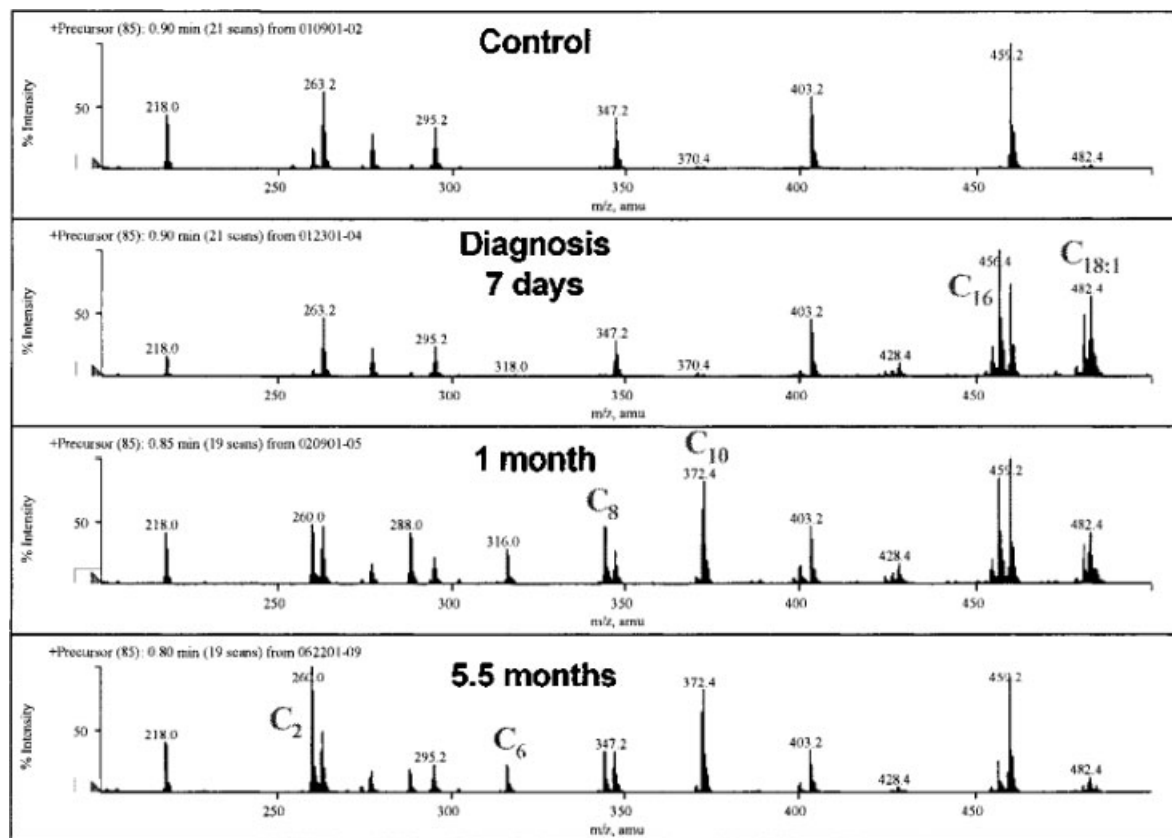 +Precursor (85): 0.90 min (21 scans) from 010901-02
Control
% Intensity
50
218.0
263.2
295.2
347.2
370.4
403.2
459.2
482.4
250 300 350 400 450
m/z, amu
+Precursor (85): 0.90 min (21 scans) from 012301-04
Diagnosis
7 days
% Intensity
50
218.0
263.2
295.2
318.0
347.2
370.4
403.2
428.4
C16
456.4
C18:1
482.4
250 300 350 400 450
m/z, amu
+Precursor (85): 0.85 min (19 scans) from 020901-05
1 month
% Intensity
50
218.0
260.0
288.0
316.0
C8
C10
372.4
403.2
428.4
459.2
482.4
250 300 350 400 450
m/z, amu
+Precursor (85): 0.80 min (19 scans) from 062201-09
5.5 months
% Intensity
50
218.0
260.0
C2
295.2
C6
347.2
372.4
403.2
428.4
459.2
482.4
250 300 350 400 450
m/z, amu